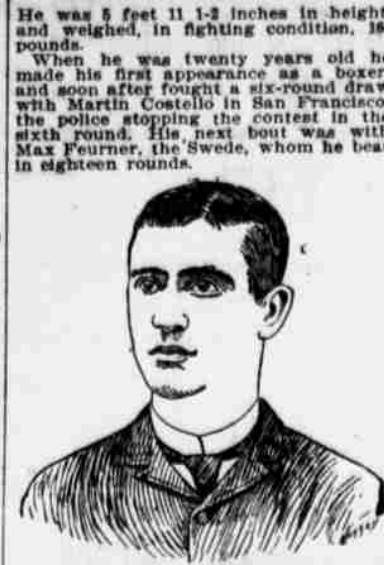 He was 5 feet 11 1-2 inches in height
and weighed, in fighting condition, 16
pounds.
When he was twenty years old he
made his first appearance as a boxer
and soon after fought a six-round draw
with Martin Costello in San Francisco
the police stopping the contest in the
sixth round. His next bout was with
Max Feurner, the Swede, whom he bea
in eighteen rounds.